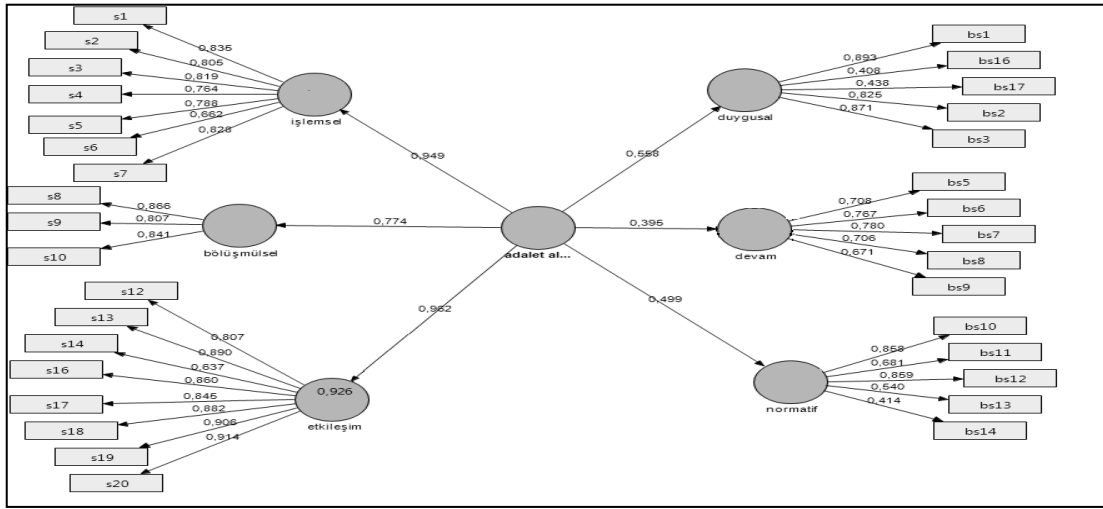 s1
s2
s3
s4
s5
s6
s7
0,835
0,805
0,819
0,764
0,788
0,662
0,828
işlemsel
0,949
s8
s9
s10
0,866
0,807
0,841
bölüşmülsel
0,774
s12
s13
s14
s16
s17
s18
s19
s20
0,807
0,890
0,637
0,860
0,845
0,882
0,906
0,914
0,926
etkileşim
0,962
adalet al...
0,558
duygusal
0,893
0,408
0,438
0,825
0,871
bs1
bs16
bs17
bs2
bs3
0,395
devam
0,708
0,767
0,780
0,706
0,671
bs5
bs6
bs7
bs8
bs9
0,499
normatif
0,858
0,681
0,859
0,540
0,414
bs10
bs11
bs12
bs13
bs14